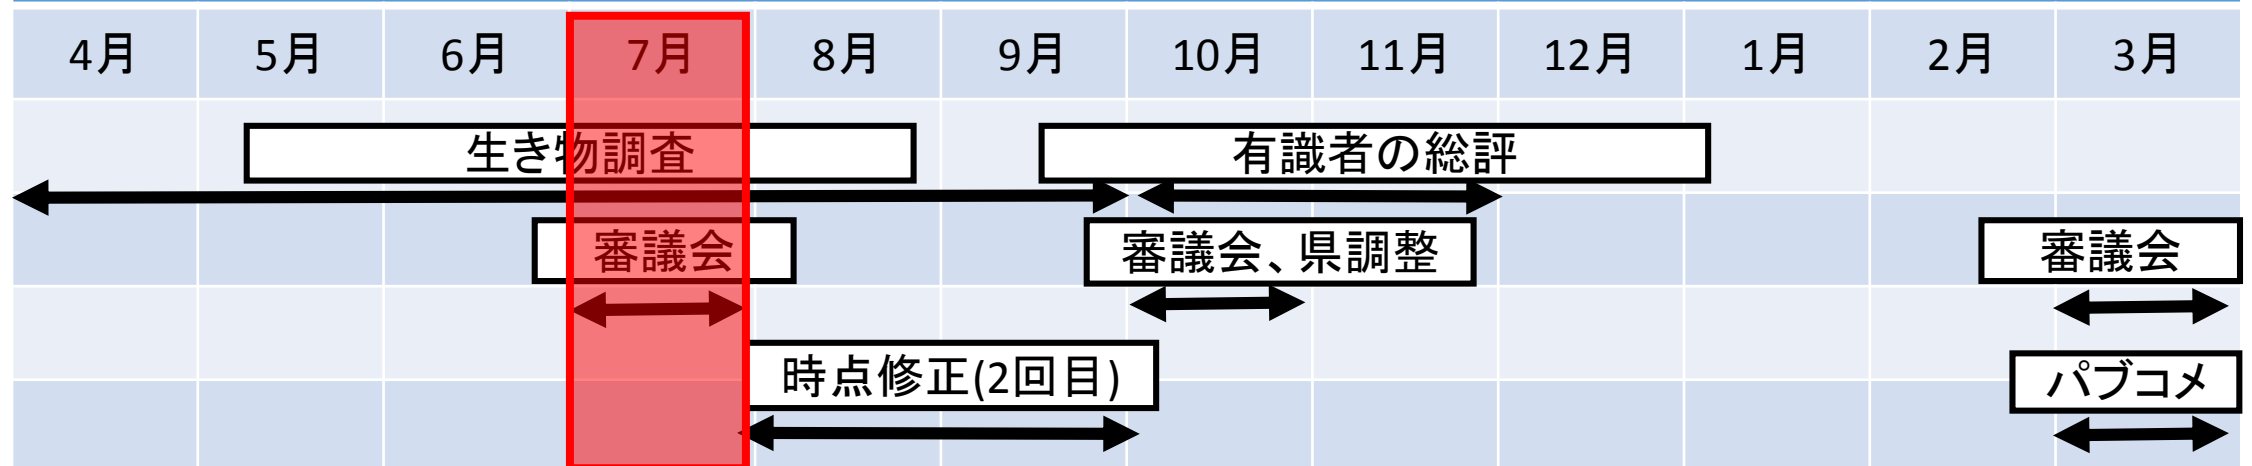 4月 5月 6月 7月 8月 9月 10月 11月 12月 1月 2月 3月
生き物調査 有識者の総評
審議会 審議会、県調整 審議会
時点修正(2回目) パブコメ